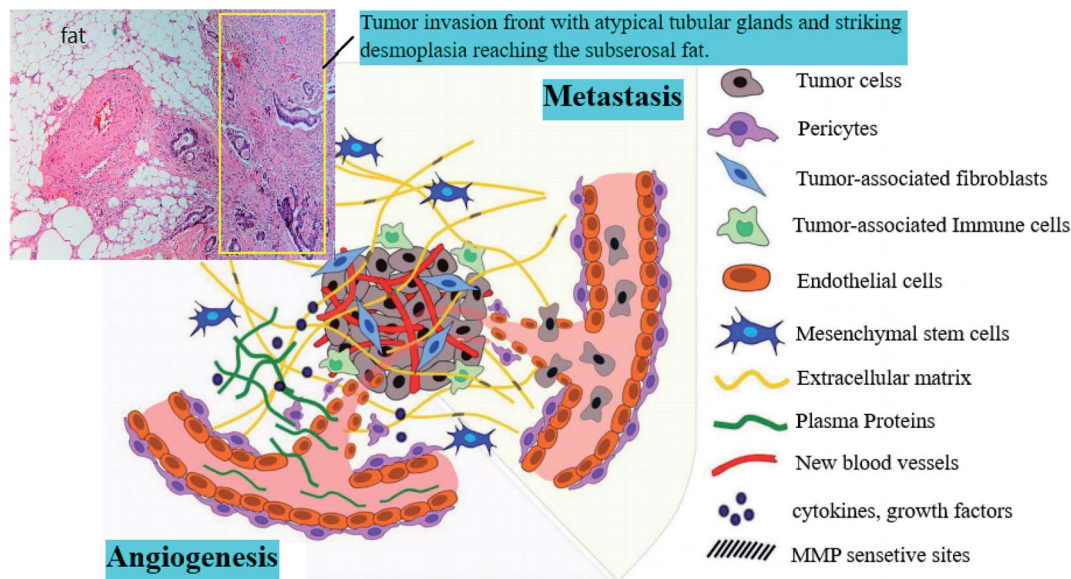 fat
Tumor invasion front with atypical tubular glands and striking
desmoplasia reaching the subserosal fat.
Metastasis
Tumor celss
Pericytes
Tumor-associated fibroblasts
Tumor-associated Immune cells
Endothelial cells
Mesenchymal stem cells
Extracellular matrix
Plasma Proteins
New blood vessels
cytokines, growth factors
MMP sensetive sites
Angiogenesis